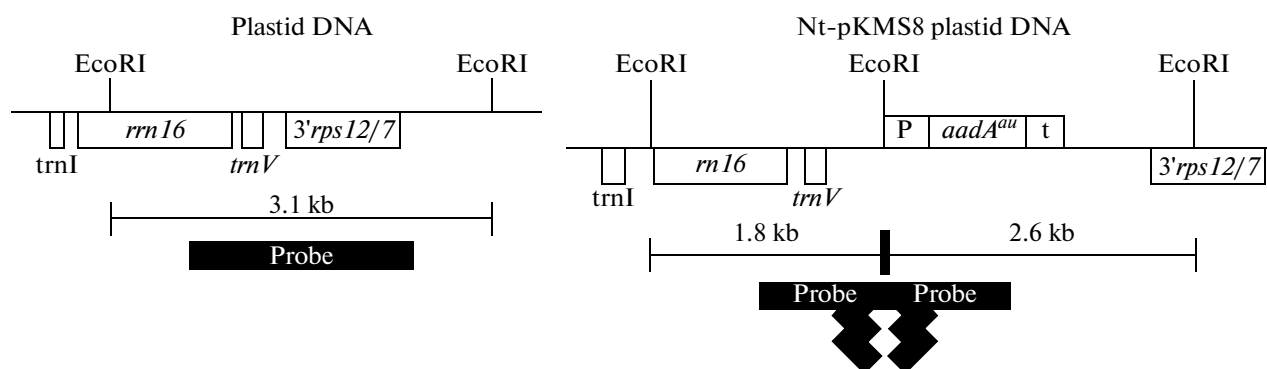 Plastid DNA
Nt-pKMS8 plastid DNA
EcoRI EcoRI
EcoRI EcoRI EcoRI
rrn16 3'rps12/7
P aadA^au t
trnI trnV
rn16 3'rps12/7
trnI trnV
3.1 kb
1.8 kb 2.6 kb
Probe
Probe Probe